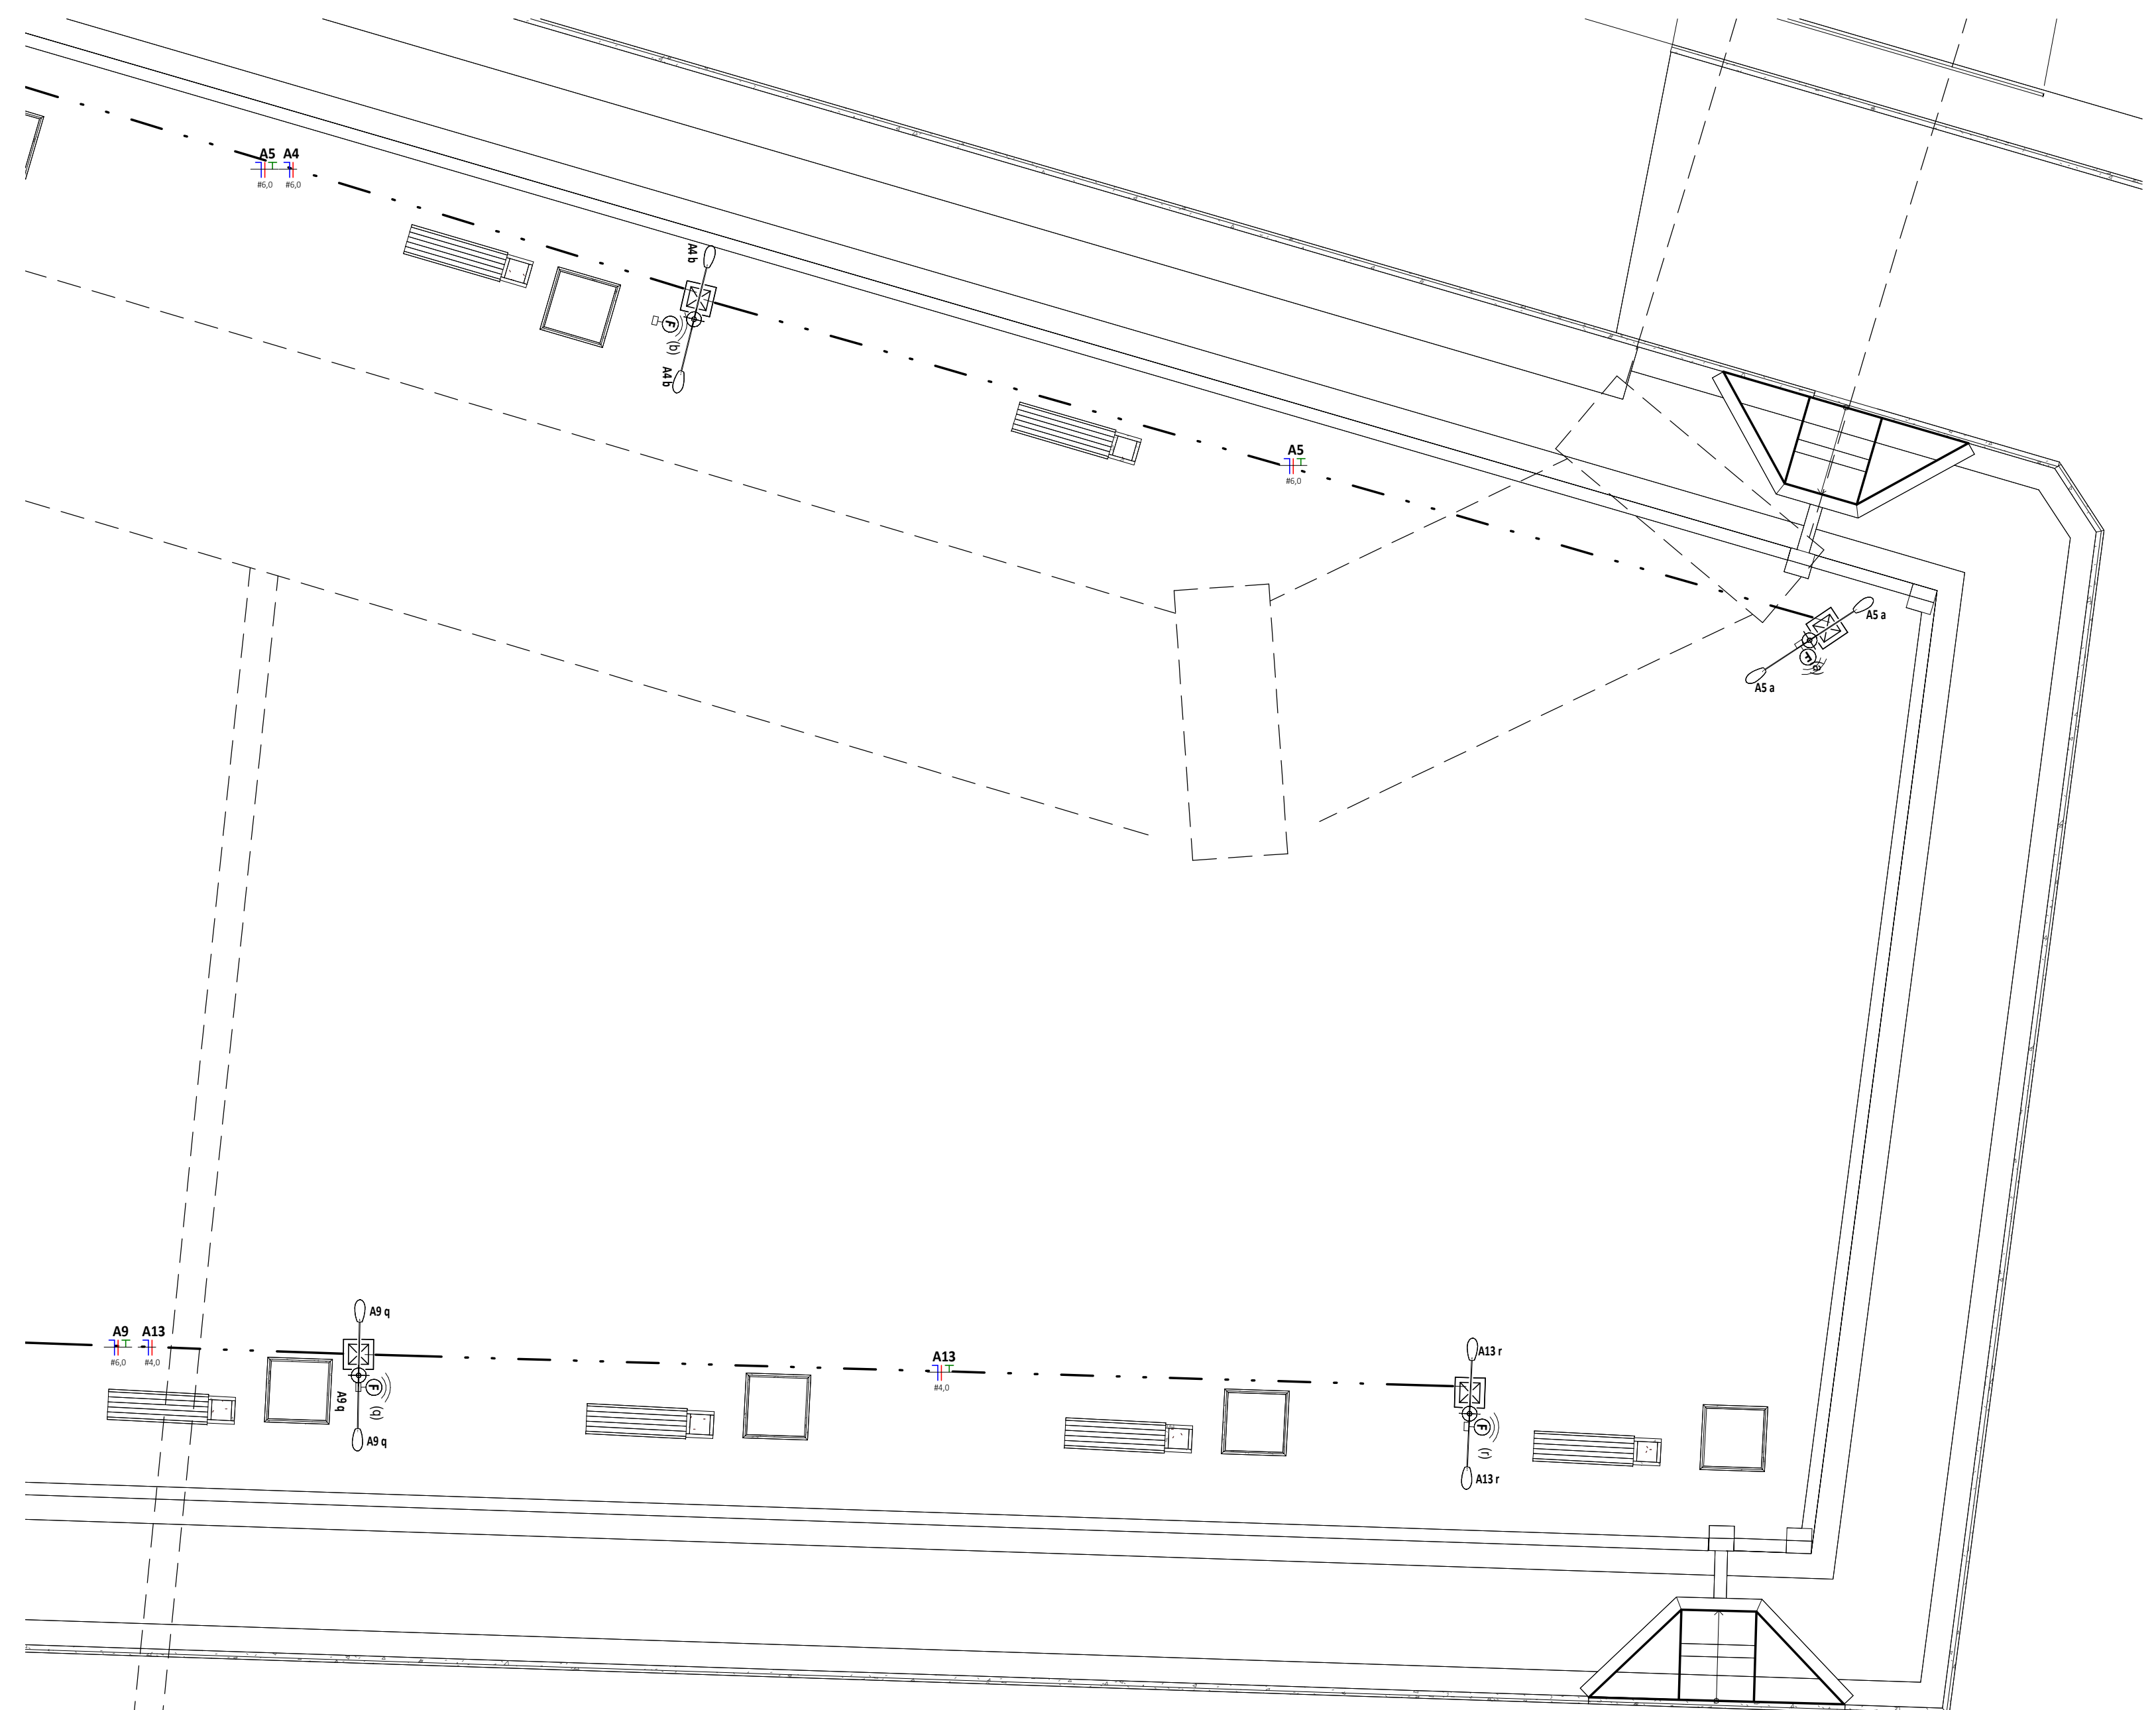 A5 A4
#6,0 #6,0
A4 b
F
(b)
A4 b
A5
#6,0
A5 a
F
A5 a
A9 q
A9 A13
#6,0 #4,0
F
A9 q
(q)
A9 q
A13
#4,0
A13 r
F
(r)
A13 r